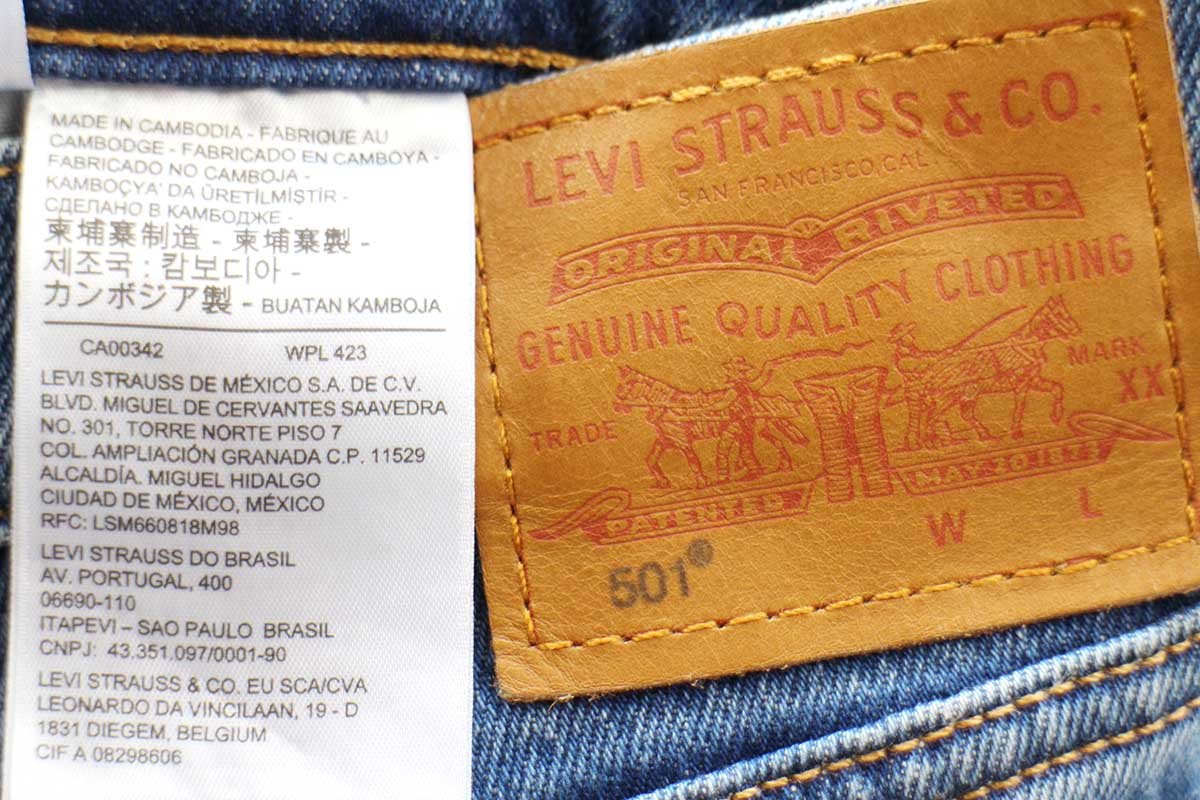 MADE IN CAMBODIA - FABRIQUE AU
CAMBODGE - FABRICADO EN CAMBOYA -
FABRICADO NO CAMBOJA -
KAMBOÇYA' DA ÜRETİLMİŞTİR -
СДЕЛАНО В КАМБОДЖЕ -
柬埔寨制造 - 柬埔寨製 -
제조국 : 캄보디아 -
カンボジア製 - BUATAN KAMBOJA
CA00342 WPL 423
LEVI STRAUSS DE MÉXICO S.A. DE C.V.
BLVD. MIGUEL DE CERVANTES SAAVEDRA
NO. 301, TORRE NORTE PISO 7
COL. AMPLIACIÓN GRANADA C.P. 11529
ALCALDÍA. MIGUEL HIDALGO
CIUDAD DE MÉXICO, MÉXICO
RFC: LSM660818M98
LEVI STRAUSS DO BRASIL
AV. PORTUGAL, 400
06690-110
ITAPEVI – SAO PAULO BRASIL
CNPJ: 43.351.097/0001-90
LEVI STRAUSS & CO. EU SCA/CVA
LEONARDO DA VINCILAAN, 19 - D
1831 DIEGEM, BELGIUM
CIF A 08298606
LEVI STRAUSS & CO.
SAN FRANCISCO, CAL.
ORIGINAL RIVETED
GENUINE QUALITY CLOTHING
TRADE MARK
XX
PATENTED MAY 20 1873
W L
501®